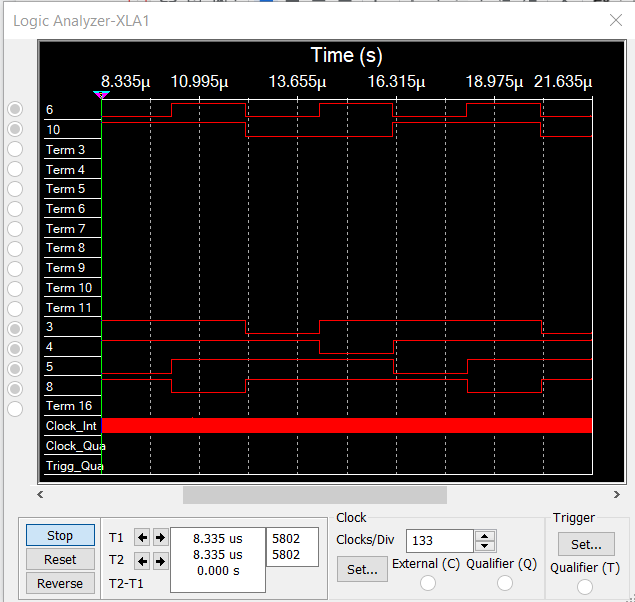 Logic Analyzer-XLA1
Time (s)
8.335µ 10.995µ 13.655µ 16.315µ 18.975µ 21.635µ
6
10
Term 3
Term 4
Term 5
Term 6
Term 7
Term 8
Term 9
Term 10
Term 11
3
4
5
8
Term 16
Clock_Int
Clock_Qua
Trigg_Qua
Stop
Reset
Reverse
T1 8.335 us 5802
T2 8.335 us 5802
T2-T1 0.000 s
Clock
Clocks/Div 133
Set...
External (C) Qualifier (Q)
Trigger
Set...
Qualifier (T)